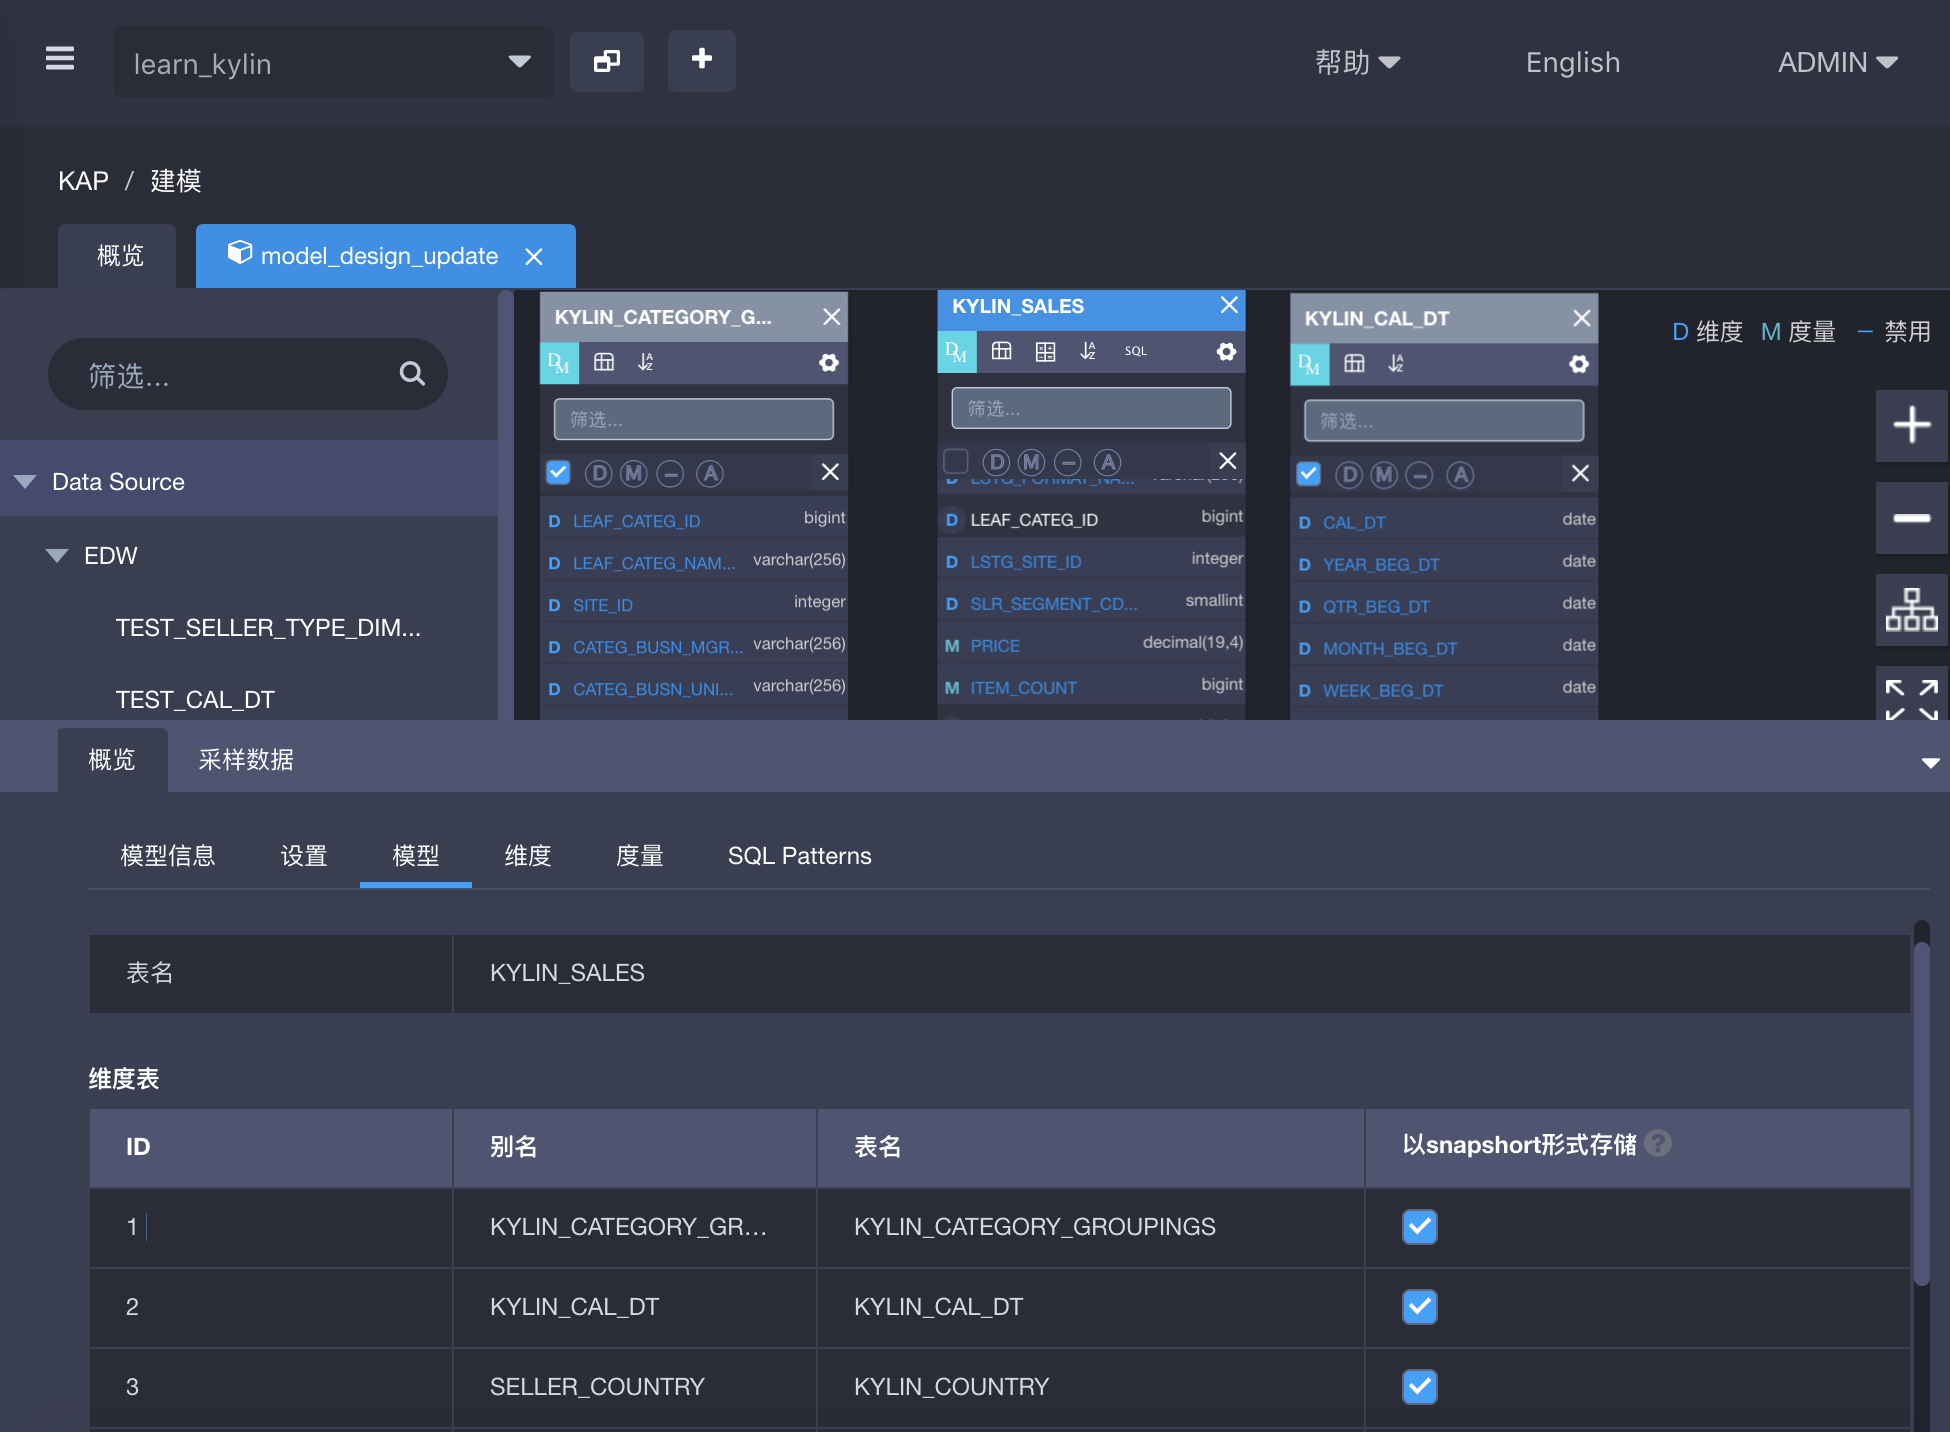 learn_kylin
帮助
English
ADMIN
KAP / 建模
概览
model_design_update
筛选...
Data Source
EDW
TEST_SELLER_TYPE_DIM...
TEST_CAL_DT
KYLIN_CATEGORY_G...
DM
筛选...
D M A
D LEAF_CATEG_ID bigint
D LEAF_CATEG_NAM... varchar(256)
D SITE_ID integer
D CATEG_BUSN_MGR... varchar(256)
D CATEG_BUSN_UNI... varchar(256)
KYLIN_SALES
DM SQL
筛选...
D M A
D LSTG_FORMAT_NA... varchar(256)
D LEAF_CATEG_ID bigint
D LSTG_SITE_ID integer
D SLR_SEGMENT_CD... smallint
M PRICE decimal(19,4)
M ITEM_COUNT bigint
KYLIN_CAL_DT
DM
筛选...
D M A
D CAL_DT date
D YEAR_BEG_DT date
D QTR_BEG_DT date
D MONTH_BEG_DT date
D WEEK_BEG_DT date
D 维度 M 度量 – 禁用
概览 采样数据
模型信息 设置 模型 维度 度量 SQL Patterns
表名 KYLIN_SALES
维度表
ID 别名 表名 以snapshort形式存储 ?
1 KYLIN_CATEGORY_GR... KYLIN_CATEGORY_GROUPINGS
2 KYLIN_CAL_DT KYLIN_CAL_DT
3 SELLER_COUNTRY KYLIN_COUNTRY